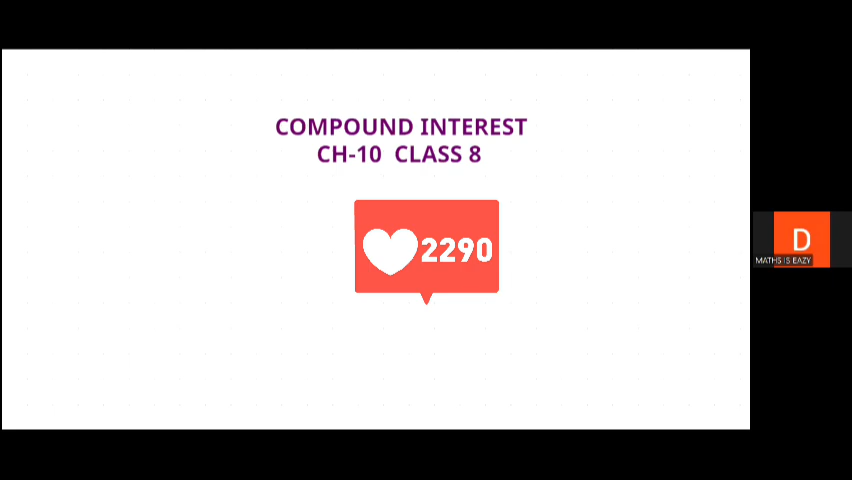 COMPOUND INTEREST
CH-10 CLASS 8
2290
D
MATHS IS EAZY